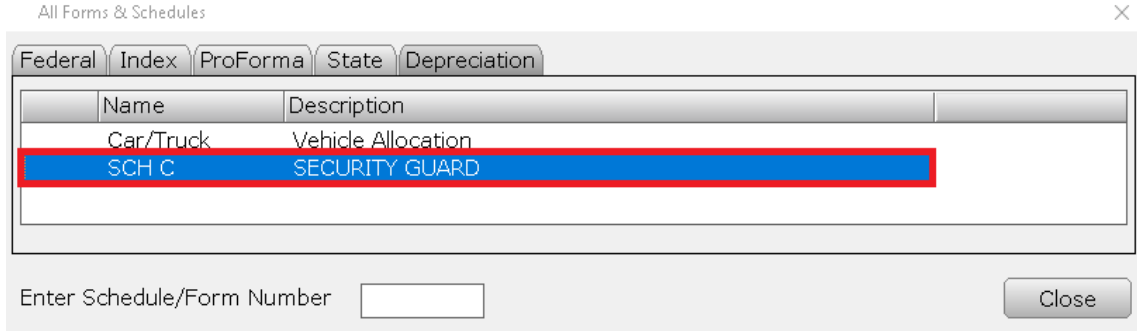 All Forms & Schedules
Federal Index ProForma State Depreciation
Name Description
Car/Truck Vehicle Allocation
SCH C SECURITY GUARD
Enter Schedule/Form Number Close